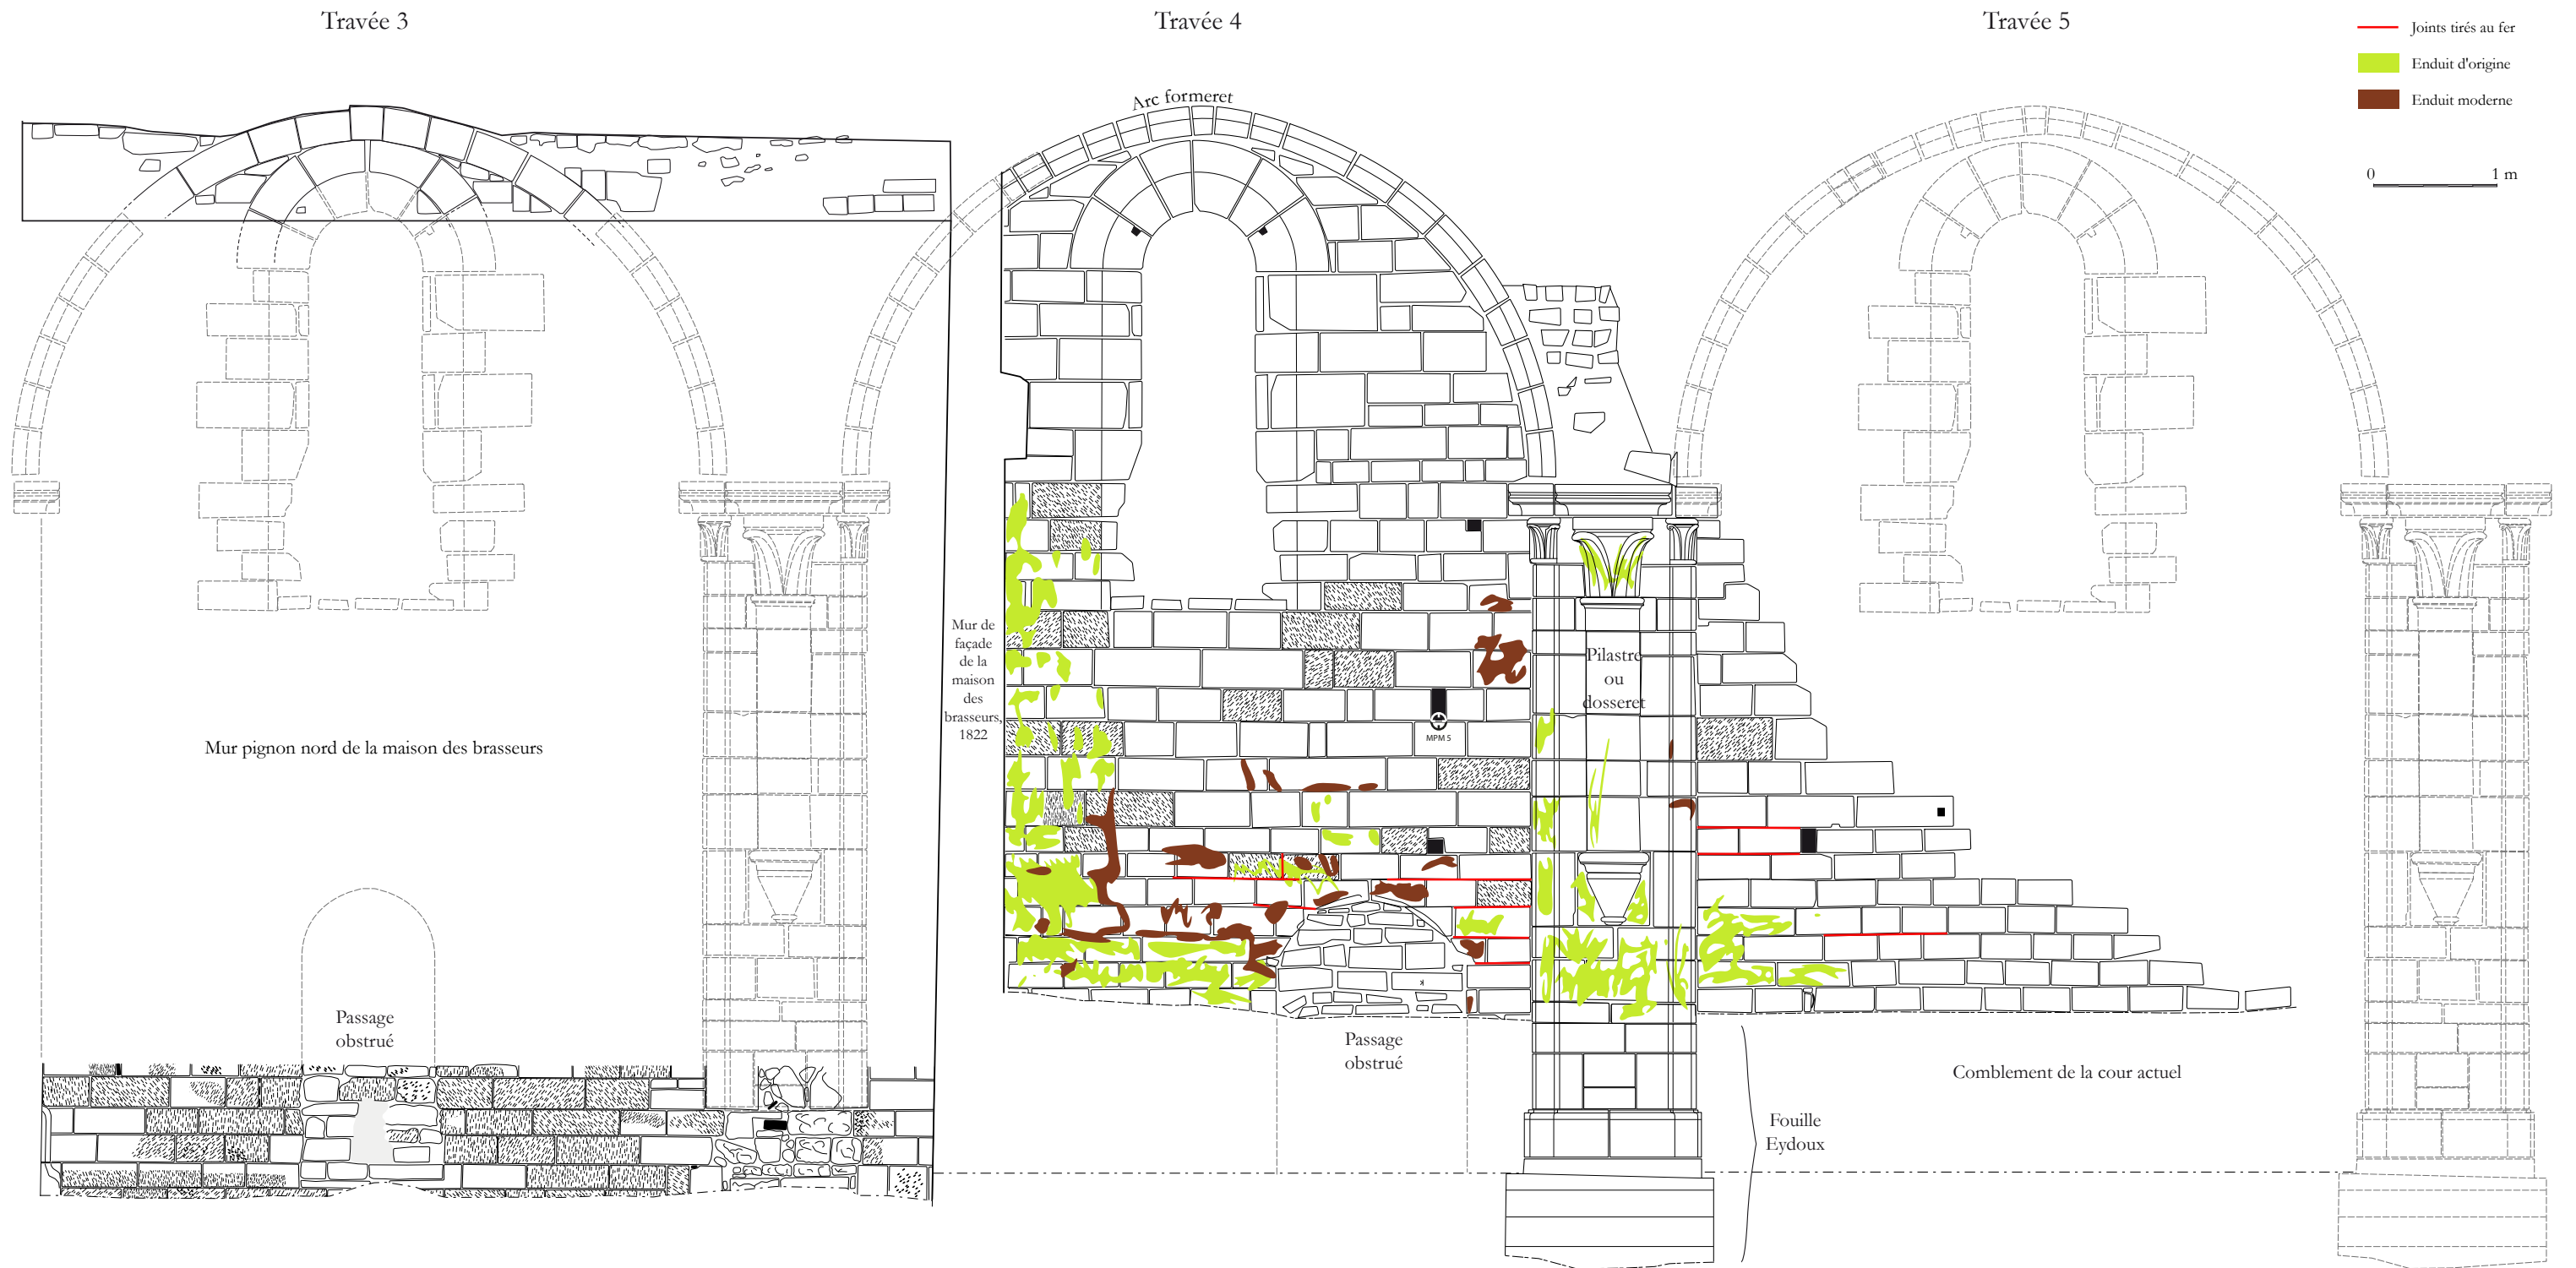 Travée 3
Travée 4
Travée 5
Joints tirés au fer
Enduit d'origine
Enduit moderne
0 1 m
Arc formeret
Mur de
façade
de la
maison
des
brasseurs,
1822
Pilastre
ou
dosseret
MPM 5
Mur pignon nord de la maison des brasseurs
Passage
obstrué
Passage
obstrué
Fouille
Eydoux
Comblement de la cour actuel